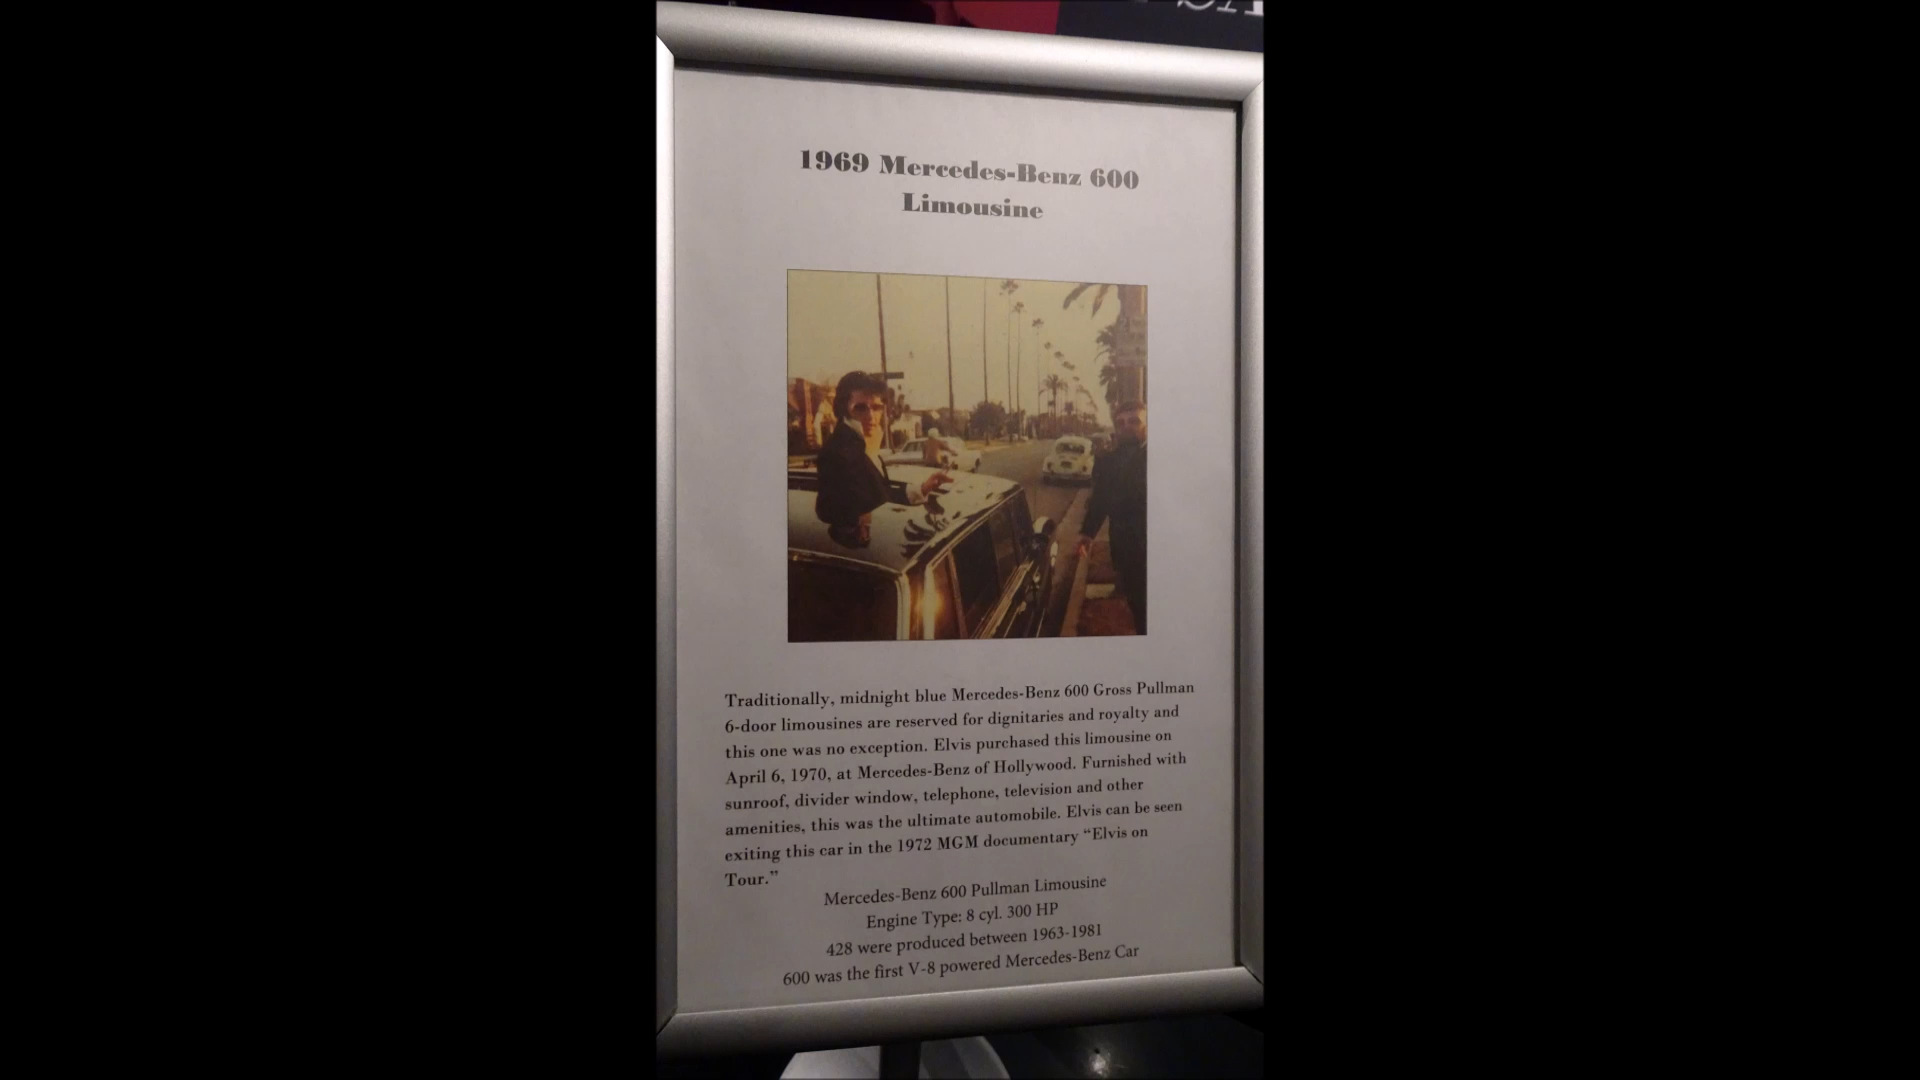 1969 Mercedes-Benz 600
Limousine
Traditionally, midnight blue Mercedes-Benz 600 Gross Pullman
6-door limousines are reserved for dignitaries and royalty and
this one was no exception. Elvis purchased this limousine on
April 6, 1970, at Mercedes-Benz of Hollywood. Furnished with
sunroof, divider window, telephone, television and other
amenities, this was the ultimate automobile. Elvis can be seen
exiting this car in the 1972 MGM documentary “Elvis on
Tour.”
Mercedes-Benz 600 Pullman Limousine
Engine Type: 8 cyl. 300 HP
428 were produced between 1963-1981
600 was the first V-8 powered Mercedes-Benz Car